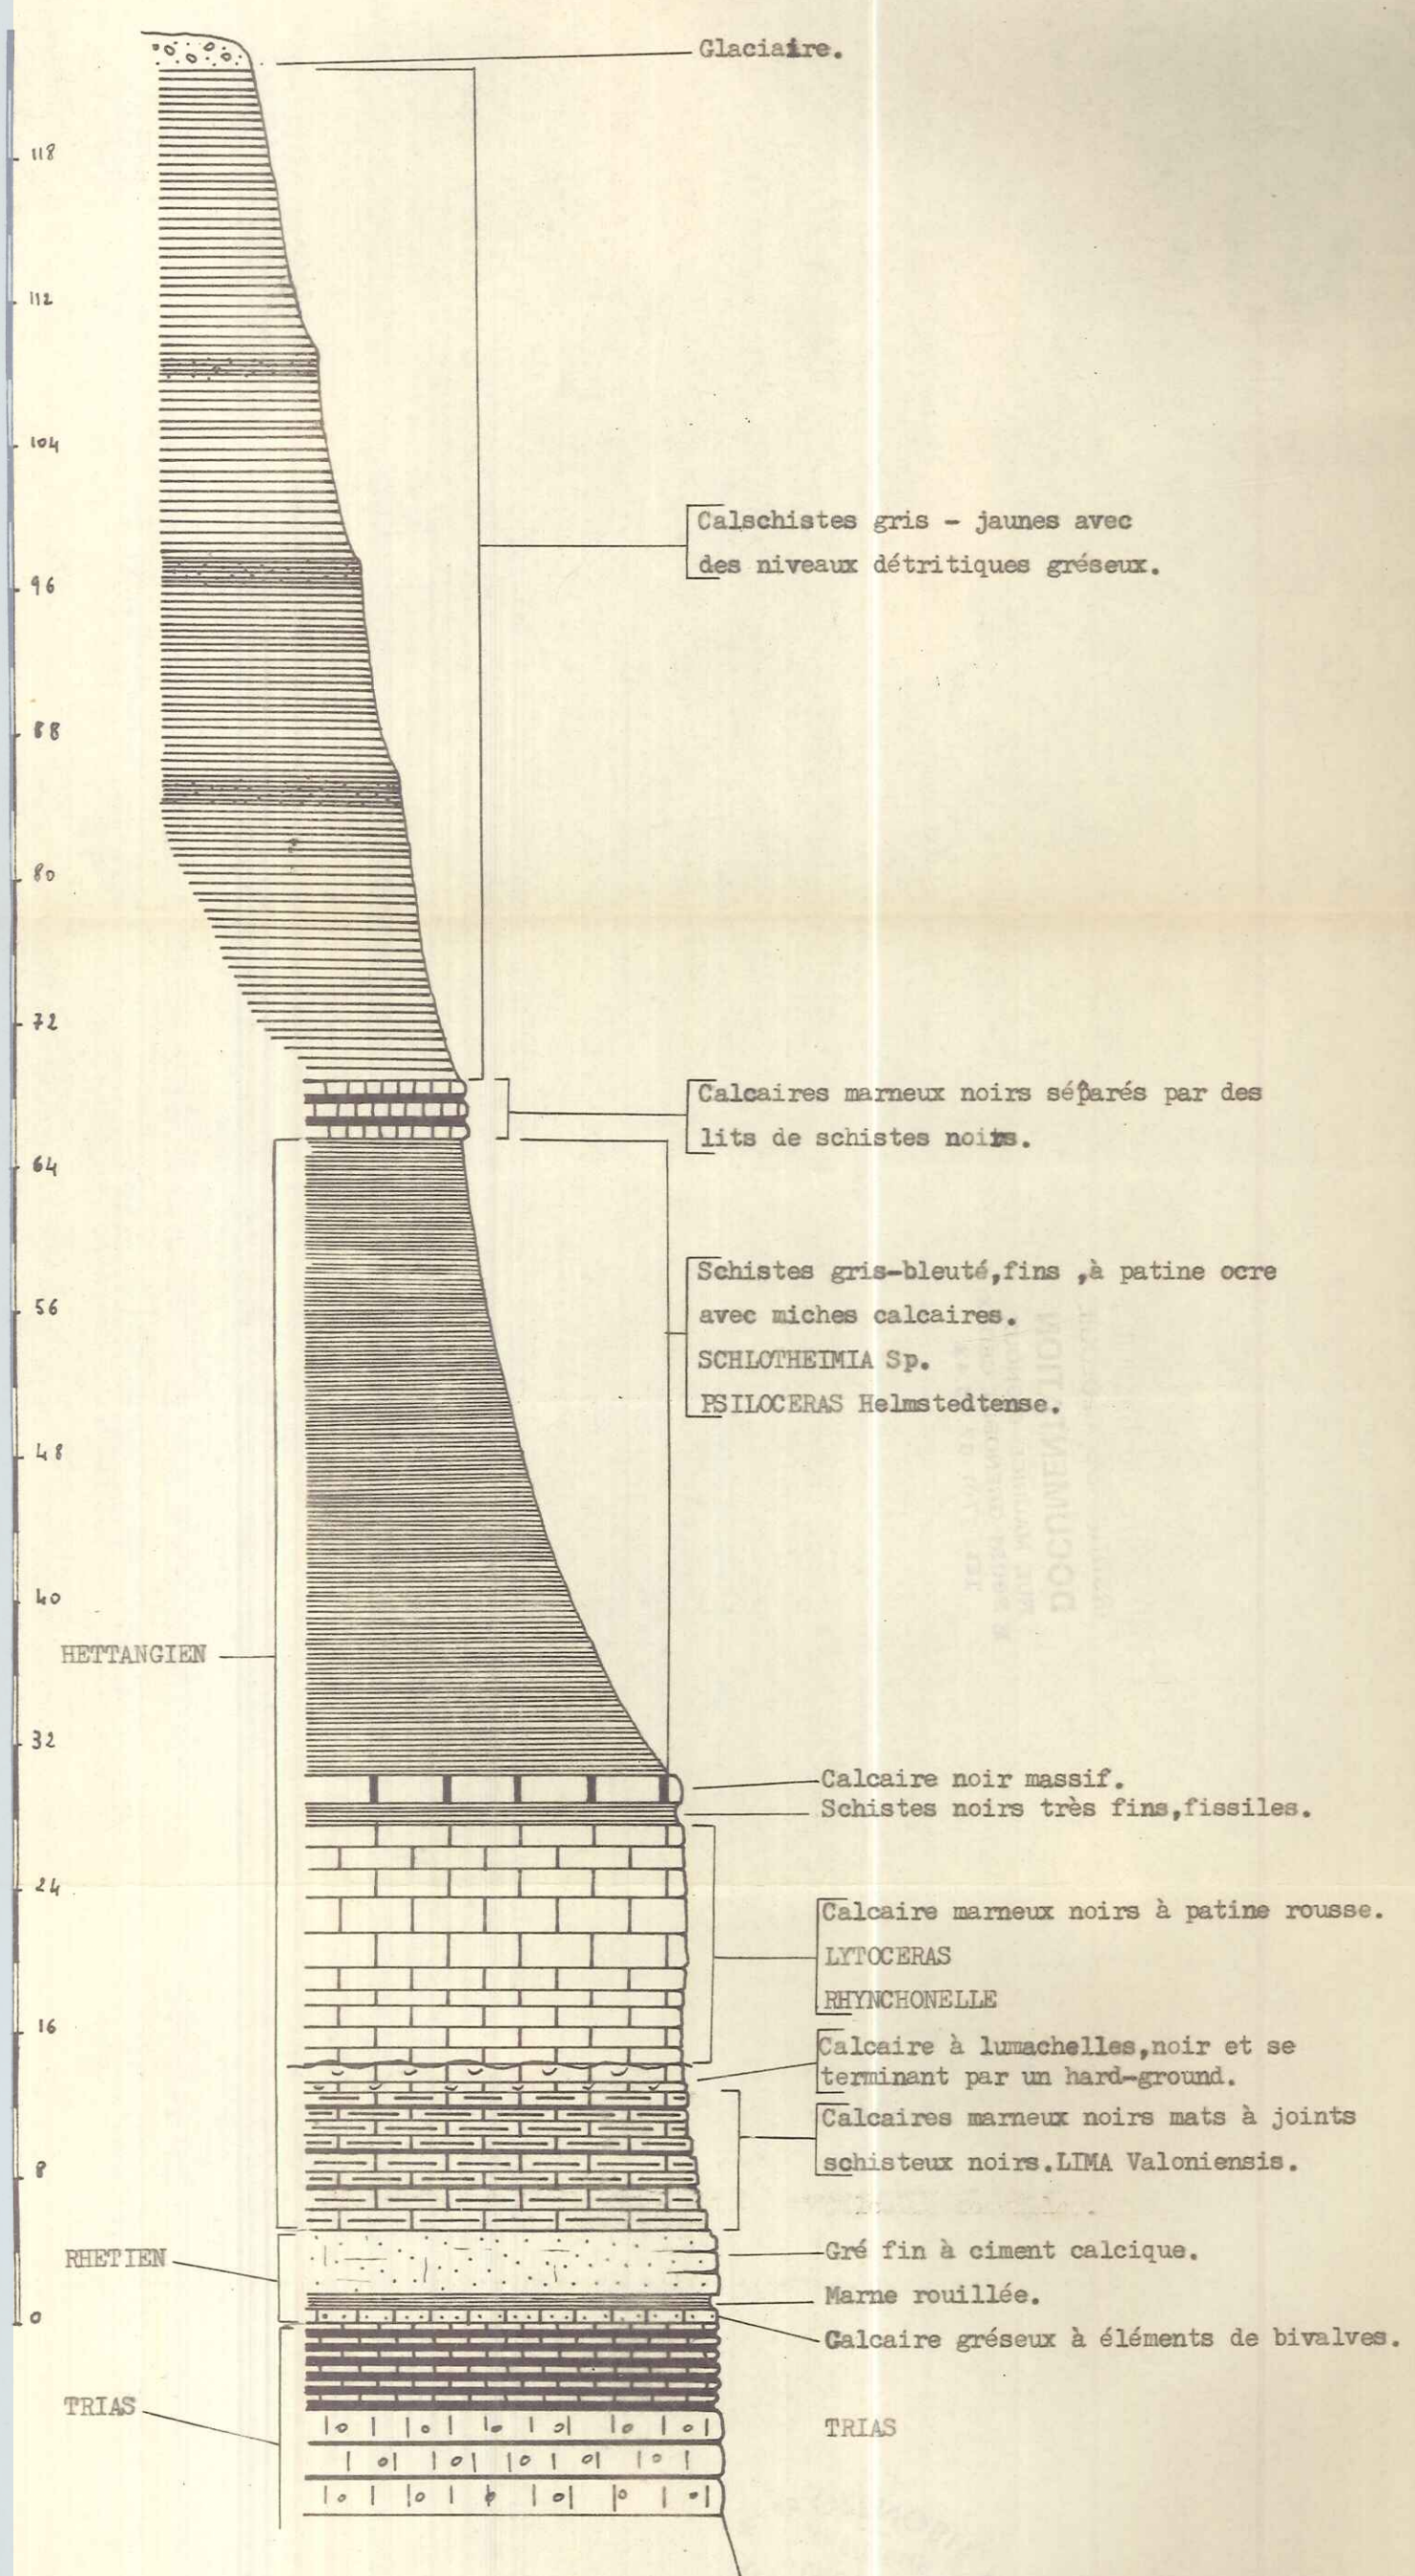 Glaciaire.
118
112
104
Calschistes gris - jaunes avec
des niveaux détritiques gréseux.
96
88
80
72
Calcaires marneux noirs séparés par des
lits de schistes noirs.
64
Schistes gris-bleuté,fins ,à patine ocre
avec miches calcaires.
SCHLOTHEIMIA Sp.
PSILOCERAS Helmstedtense.
56
48
40
HETTANGIEN
32
Calcaire noir massif.
Schistes noirs très fins,fissiles.
24
Calcaire marneux noirs à patine rousse.
LYTOCERAS
RHYNCHONELLE
16
Calcaire à lumachelles,noir et se
terminant par un hard-ground.
Calcaires marneux noirs mats à joints
schisteux noirs.LIMA Valoniensis.
8
RHETIEN
Gré fin à ciment calcique.
Marne rouillée.
0
Calcaire gréseux à éléments de bivalves.
TRIAS
TRIAS
DOCUMENTATION